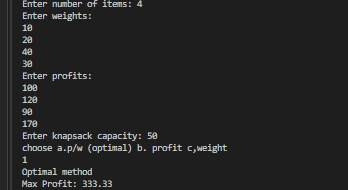 Enter number of items: 4
Enter weights:
10
20
40
30
Enter profits:
100
120
90
170
Enter knapsack capacity: 50
choose a.p/w (optimal) b. profit c,weight
1
Optimal method
Max Profit: 333.33